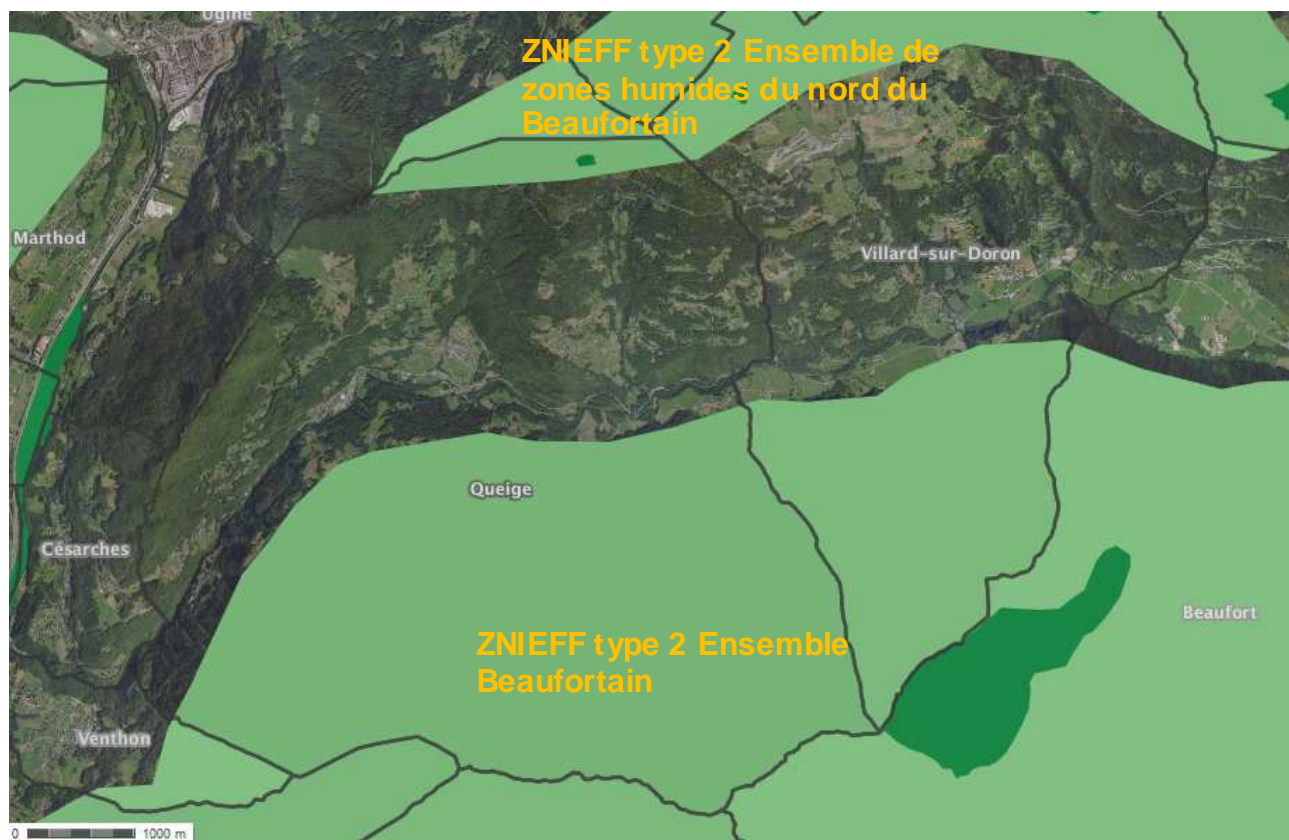 Ugine
ZNIEFF type 2 Ensemble de
zones humides du nord du
Beaufortain
Marthod
Villard-sur-Doron
Queige
Césarches
Beaufort
ZNIEFF type 2 Ensemble
Beaufortain
Venthon
0 1000 m